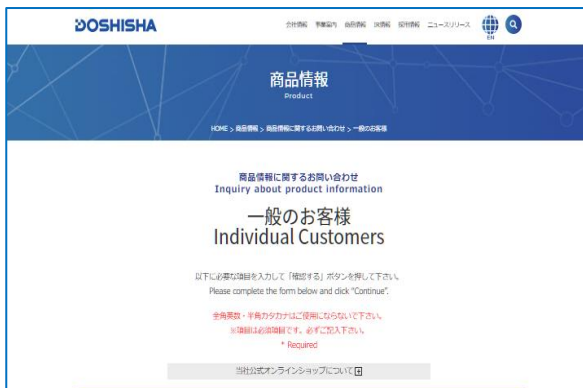 DOSHISHA
会社情報 事業案内 商品情報 IR情報 採用情報 ニュースリリース
EN
商品情報
Product
HOME > 商品情報 > 商品情報に関するお問い合わせ > 一般のお客様
商品情報に関するお問い合わせ
Inquiry about product information
一般のお客様
Individual Customers
以下に必要な項目を入力して「確認する」ボタンを押して下さい。
Please complete the form below and click "Continue".
全角英数・半角カタカナはご使用にならないで下さい。
※項目は必須項目です。必ずご記入下さい。
* Required
当社公式オンラインショップについて